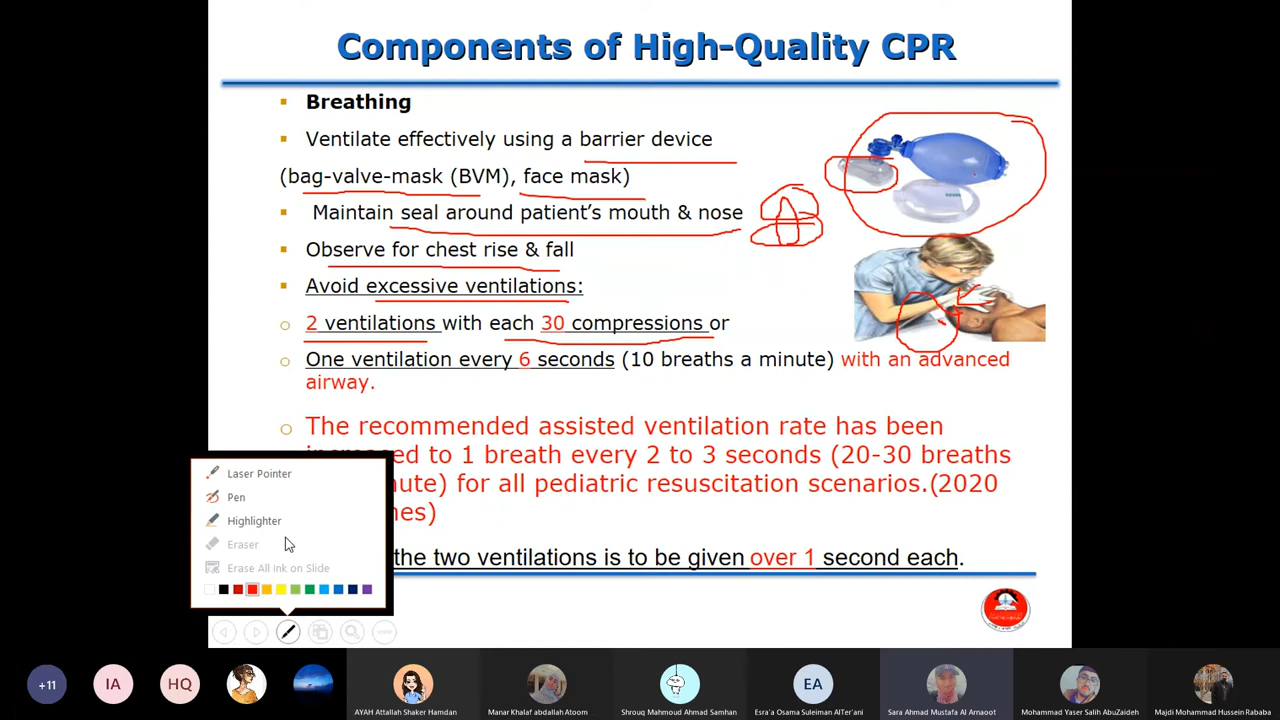 Components of High-Quality CPR
Breathing
Ventilate effectively using a barrier device
(bag-valve-mask (BVM), face mask)
Maintain seal around patient's mouth & nose
Observe for chest rise & fall
Avoid excessive ventilations:
2 ventilations with each 30 compressions or
One ventilation every 6 seconds (10 breaths a minute) with an advanced
airway.
The recommended assisted ventilation rate has been
to 1 breath every 2 to 3 seconds (20-30 breaths
for all pediatric resuscitation scenarios.(2020
the two ventilations is to be given over 1 second each.
Laser Pointer
Pen
Highlighter
Eraser
Erase All Ink on Slide
+11
IA
HQ
AYAH Attallah Shaker Hamdan
Manar Khalaf abdallah Atoom
Shroug Mahmoud Ahmad Samhan
EA
Esra'a Osama Suleiman AlTer'ani
Sara Ahmad Mustafa Al Arnaoot
Mohammad Yaser Salih AbuZaideh
Majdi Mohammad Hussein Rababa